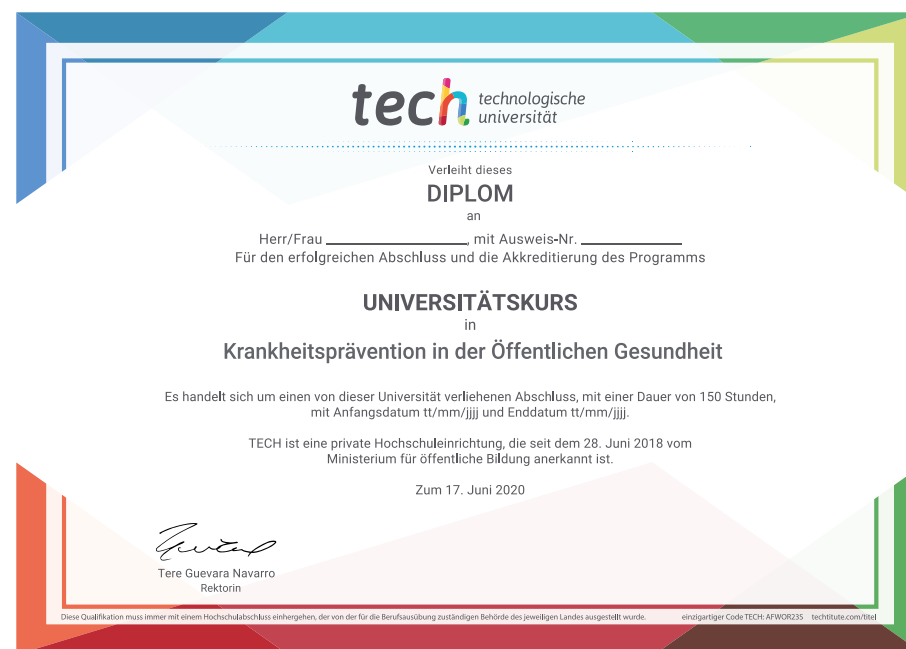 tech technologische
universität
Verleiht dieses
DIPLOM
an
Herr/Frau ____________________, mit Ausweis-Nr. ______________
Für den erfolgreichen Abschluss und die Akkreditierung des Programms
UNIVERSITÄTSKURS
in
Krankheitsprävention in der Öffentlichen Gesundheit
Es handelt sich um einen von dieser Universität verliehenen Abschluss, mit einer Dauer von 150 Stunden,
mit Anfangsdatum tt/mm/jjjj und Enddatum tt/mm/jjjj.
TECH ist eine private Hochschuleinrichtung, die seit dem 28. Juni 2018 vom
Ministerium für öffentliche Bildung anerkannt ist.
Zum 17. Juni 2020
Tere Guevara Navarro
Rektorin
Diese Qualifikation muss immer mit einem Hochschulabschluss einhergehen, der von der für die Berufsausübung zuständigen Behörde des jeweiligen Landes ausgestellt wurde. einzigartiger Code TECH: AFWOR235 techtitute.com/titel